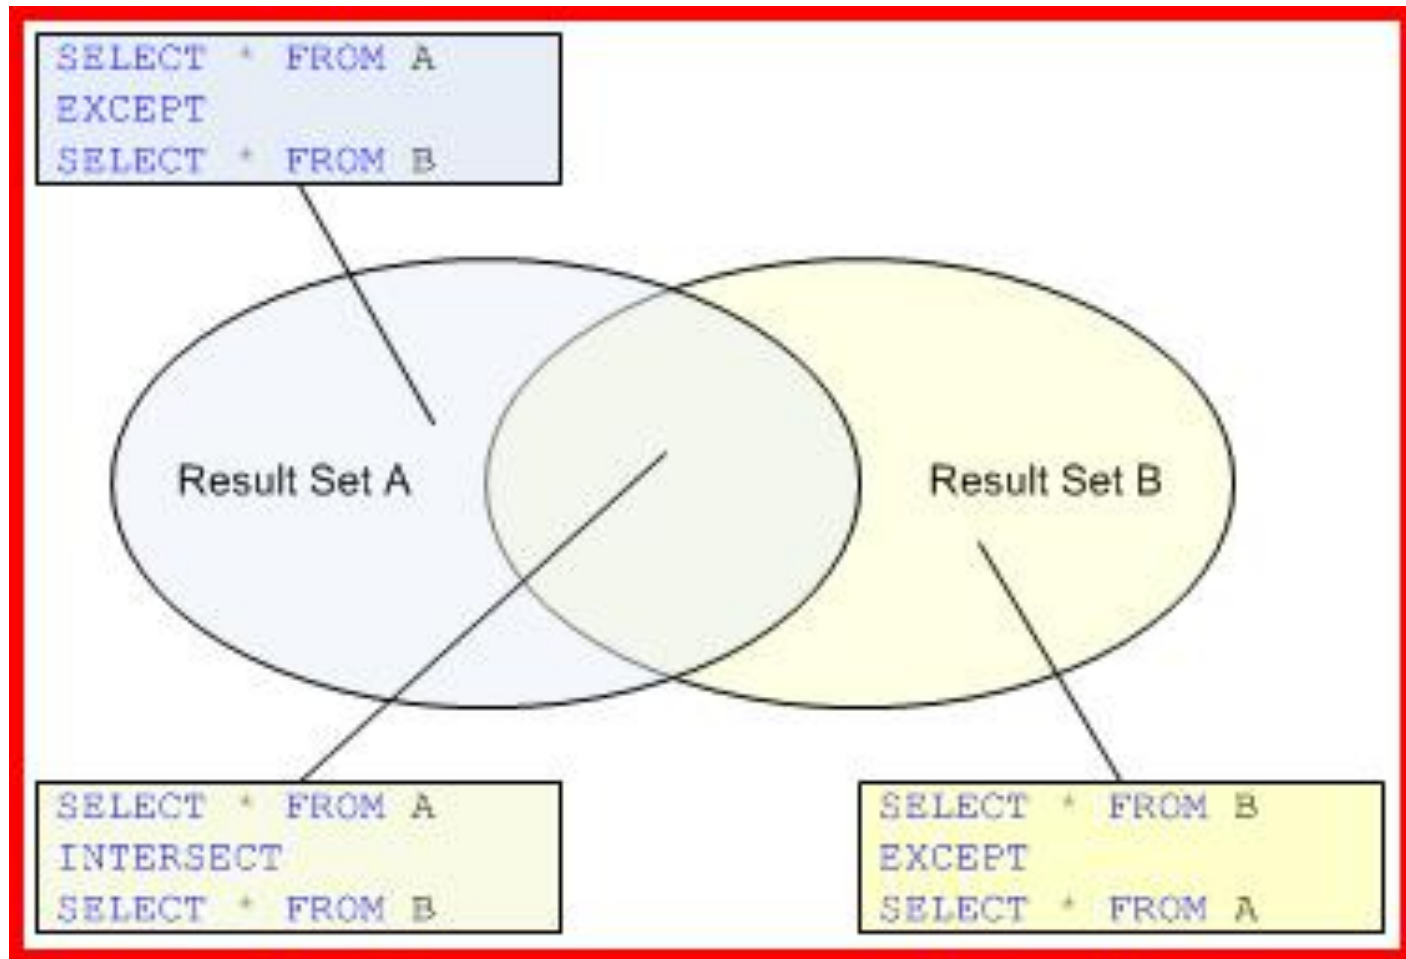 SELECT * FROM A
EXCEPT
SELECT * FROM B
Result Set A
Result Set B
SELECT * FROM A
INTERSECT
SELECT * FROM B
SELECT * FROM B
EXCEPT
SELECT * FROM A